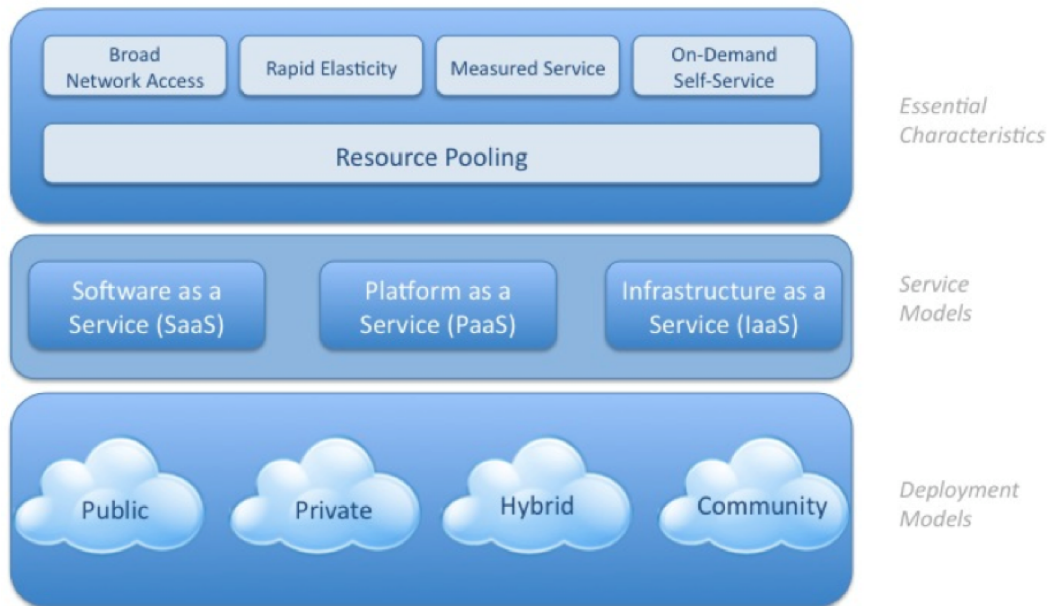 Broad
Network Access
Rapid Elasticity
Measured Service
On-Demand
Self-Service
Essential
Characteristics
Resource Pooling
Software as a
Service (SaaS)
Platform as a
Service (PaaS)
Infrastructure as a
Service (IaaS)
Service
Models
Public
Private
Hybrid
Community
Deployment
Models